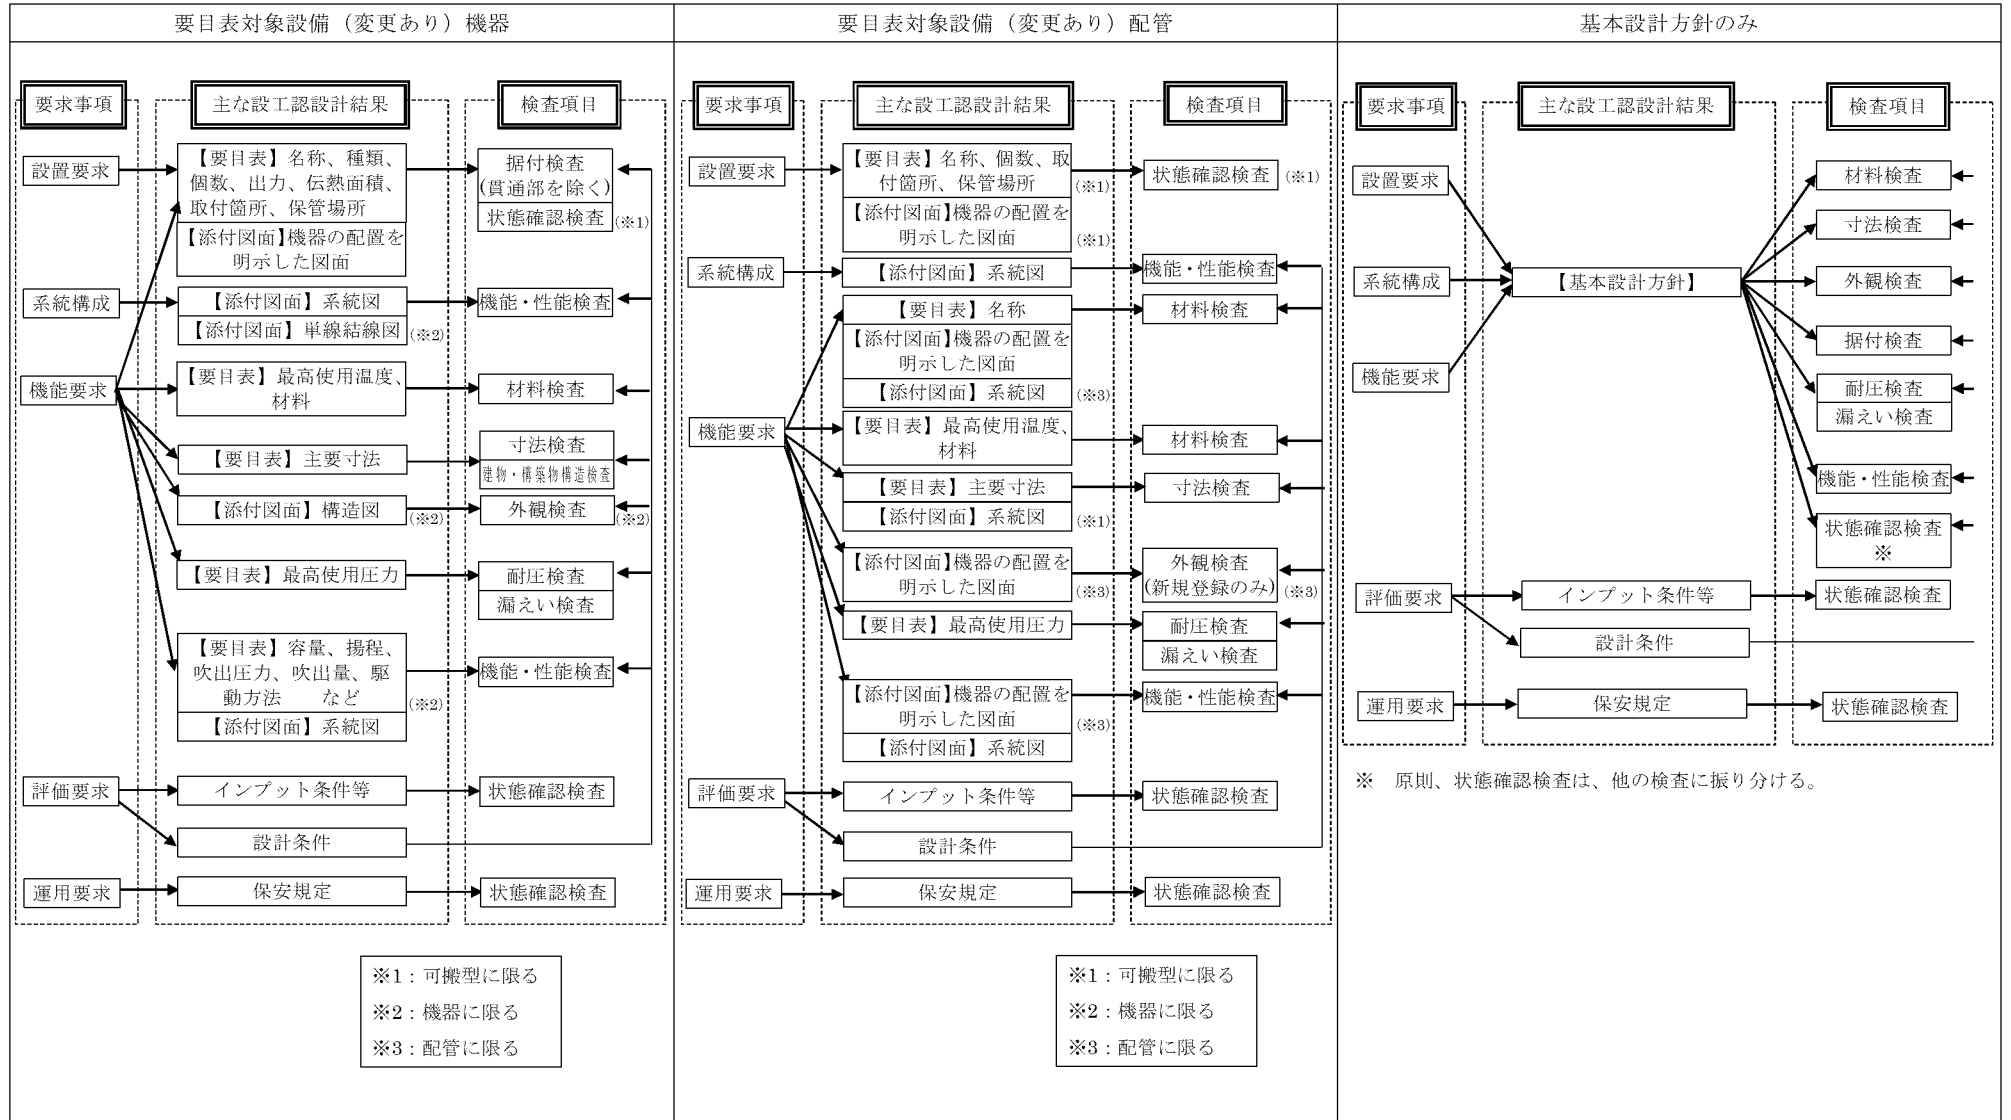 要目表対象設備（変更あり）機器
要求事項
主な設工認設計結果
検査項目
設置要求
【要目表】名称、種類、
個数、出力、伝熱面積、
取付箇所、保管場所
【添付図面】機器の配置を
明示した図面
据付検査
(貫通部を除く)
状態確認検査
(※1)
系統構成
【添付図面】系統図
【添付図面】単線結線図
(※2)
機能・性能検査
機能要求
【要目表】最高使用温度、
材料
材料検査
【要目表】主要寸法
寸法検査
建物・構築物構造検査
【添付図面】構造図
(※2)
外観検査
(※2)
【要目表】最高使用圧力
耐圧検査
漏えい検査
【要目表】容量、揚程、
吹出圧力、吹出量、駆
動方法　　など
(※2)
【添付図面】系統図
機能・性能検査
評価要求
インプット条件等
状態確認検査
設計条件
運用要求
保安規定
状態確認検査
※1：可搬型に限る
※2：機器に限る
※3：配管に限る
要目表対象設備（変更あり）配管
要求事項
主な設工認設計結果
検査項目
設置要求
【要目表】名称、個数、取
付箇所、保管場所
(※1)
【添付図面】機器の配置を
明示した図面
(※1)
状態確認検査
(※1)
系統構成
【添付図面】系統図
機能・性能検査
機能要求
【要目表】名称
【添付図面】機器の配置を
明示した図面
【添付図面】系統図
(※3)
材料検査
【要目表】最高使用温度、
材料
材料検査
【要目表】主要寸法
【添付図面】系統図
(※1)
寸法検査
【添付図面】機器の配置を
明示した図面
(※3)
外観検査
(新規登録のみ)
(※3)
【要目表】最高使用圧力
耐圧検査
漏えい検査
【添付図面】機器の配置を
明示した図面
(※3)
【添付図面】系統図
機能・性能検査
評価要求
インプット条件等
状態確認検査
設計条件
運用要求
保安規定
状態確認検査
※1：可搬型に限る
※2：機器に限る
※3：配管に限る
基本設計方針のみ
要求事項
主な設工認設計結果
検査項目
設置要求
系統構成
機能要求
【基本設計方針】
材料検査
寸法検査
外観検査
据付検査
耐圧検査
漏えい検査
機能・性能検査
状態確認検査
※
評価要求
インプット条件等
状態確認検査
設計条件
運用要求
保安規定
状態確認検査
※　原則、状態確認検査は、他の検査に振り分ける。